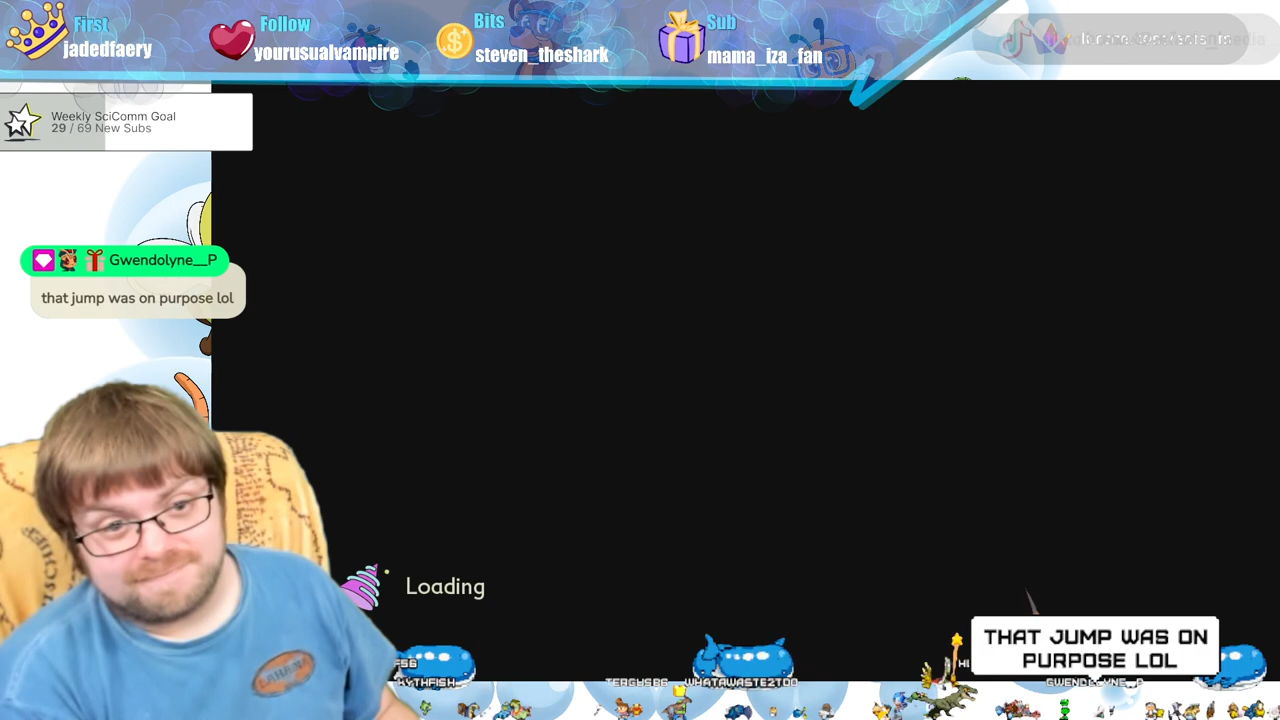 First
jadedfaery
Follow
yourusualvampire
Bits
steven_theshark
Sub
mama_iza_fan
Weekly SciComm Goal
29 / 69 New Subs
Gwendolyne__P
that jump was on purpose lol
Loading
THAT JUMP WAS ON
PURPOSE LOL
WHATAWASTE2TOO
GWENDOLYNE__P